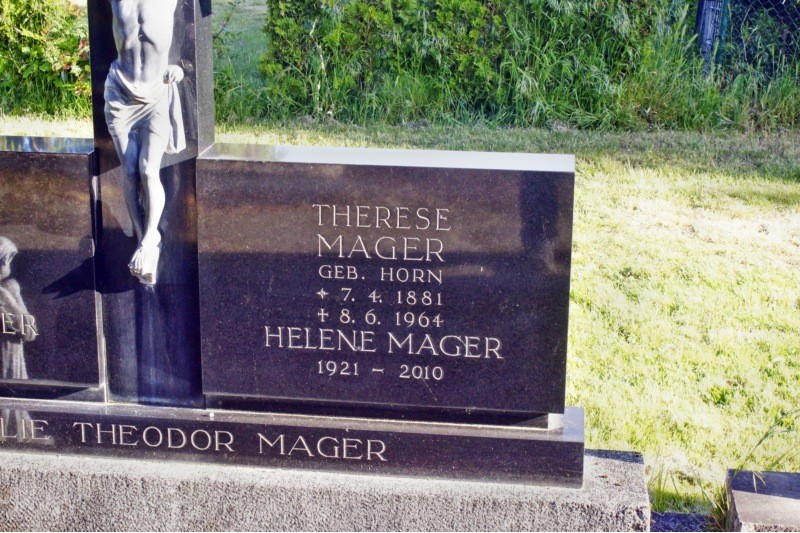 THERESE
MAGER
GEB. HORN
✦ 7. 4. 1881
✝ 8. 6. 1964
HELENE MAGER
1921 – 2010
THEODOR MAGER